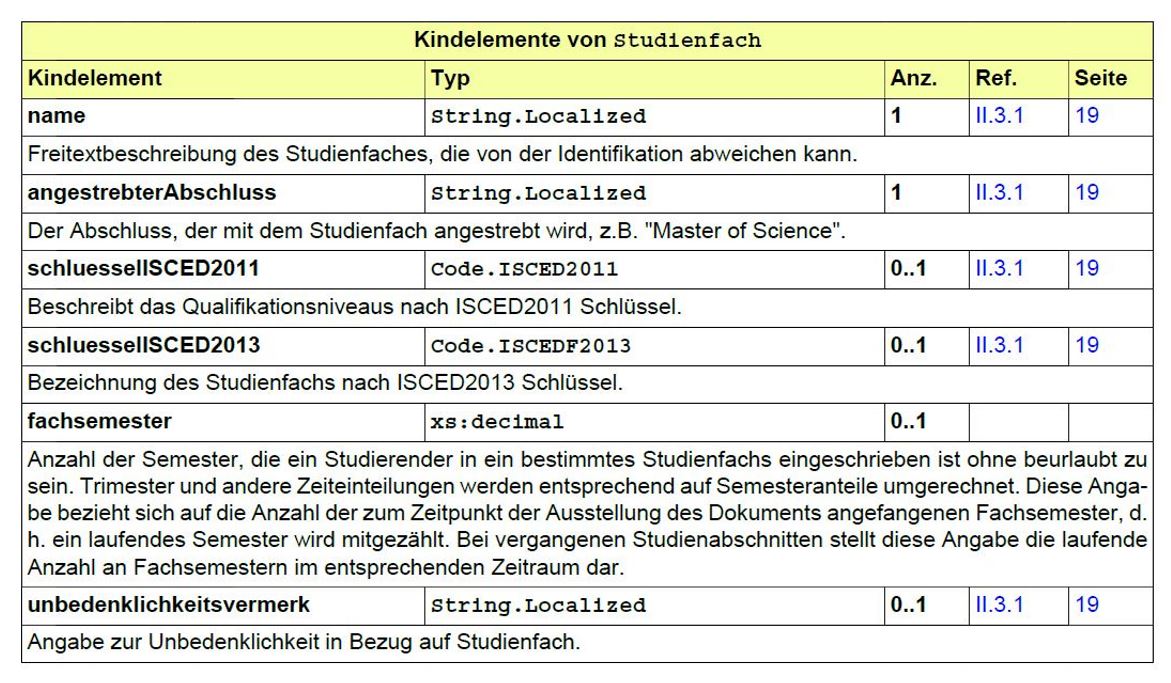 Kindelemente von Studienfach
Kindelement Typ Anz. Ref. Seite
name String.Localized 1 II.3.1 19
Freitextbeschreibung des Studienfaches, die von der Identifikation abweichen kann.
angestrebterAbschluss String.Localized 1 II.3.1 19
Der Abschluss, der mit dem Studienfach angestrebt wird, z.B. "Master of Science".
schluesselISCED2011 Code.ISCED2011 0..1 II.3.1 19
Beschreibt das Qualifikationsniveaus nach ISCED2011 Schlüssel.
schluesselISCED2013 Code.ISCEDF2013 0..1 II.3.1 19
Bezeichnung des Studienfachs nach ISCED2013 Schlüssel.
fachsemester xs:decimal 0..1
Anzahl der Semester, die ein Studierender in ein bestimmtes Studienfachs eingeschrieben ist ohne beurlaubt zu
sein. Trimester und andere Zeiteinteilungen werden entsprechend auf Semesteranteile umgerechnet. Diese Anga-
be bezieht sich auf die Anzahl der zum Zeitpunkt der Ausstellung des Dokuments angefangenen Fachsemester, d.
h. ein laufendes Semester wird mitgezählt. Bei vergangenen Studienabschnitten stellt diese Angabe die laufende
Anzahl an Fachsemestern im entsprechenden Zeitraum dar.
unbedenklichkeitsvermerk String.Localized 0..1 II.3.1 19
Angabe zur Unbedenklichkeit in Bezug auf Studienfach.